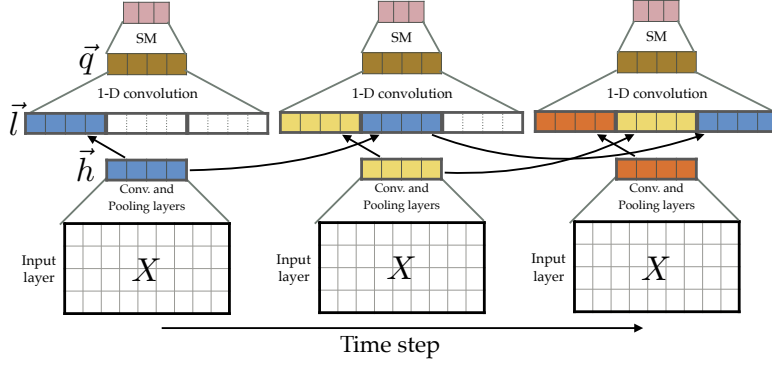 SM
SM
SM
q⃗
1-D convolution
1-D convolution
1-D convolution
l⃗
h⃗
Conv. and
Pooling layers
Conv. and
Pooling layers
Conv. and
Pooling layers
Input
layer
X
Input
layer
X
Input
layer
X
Time step